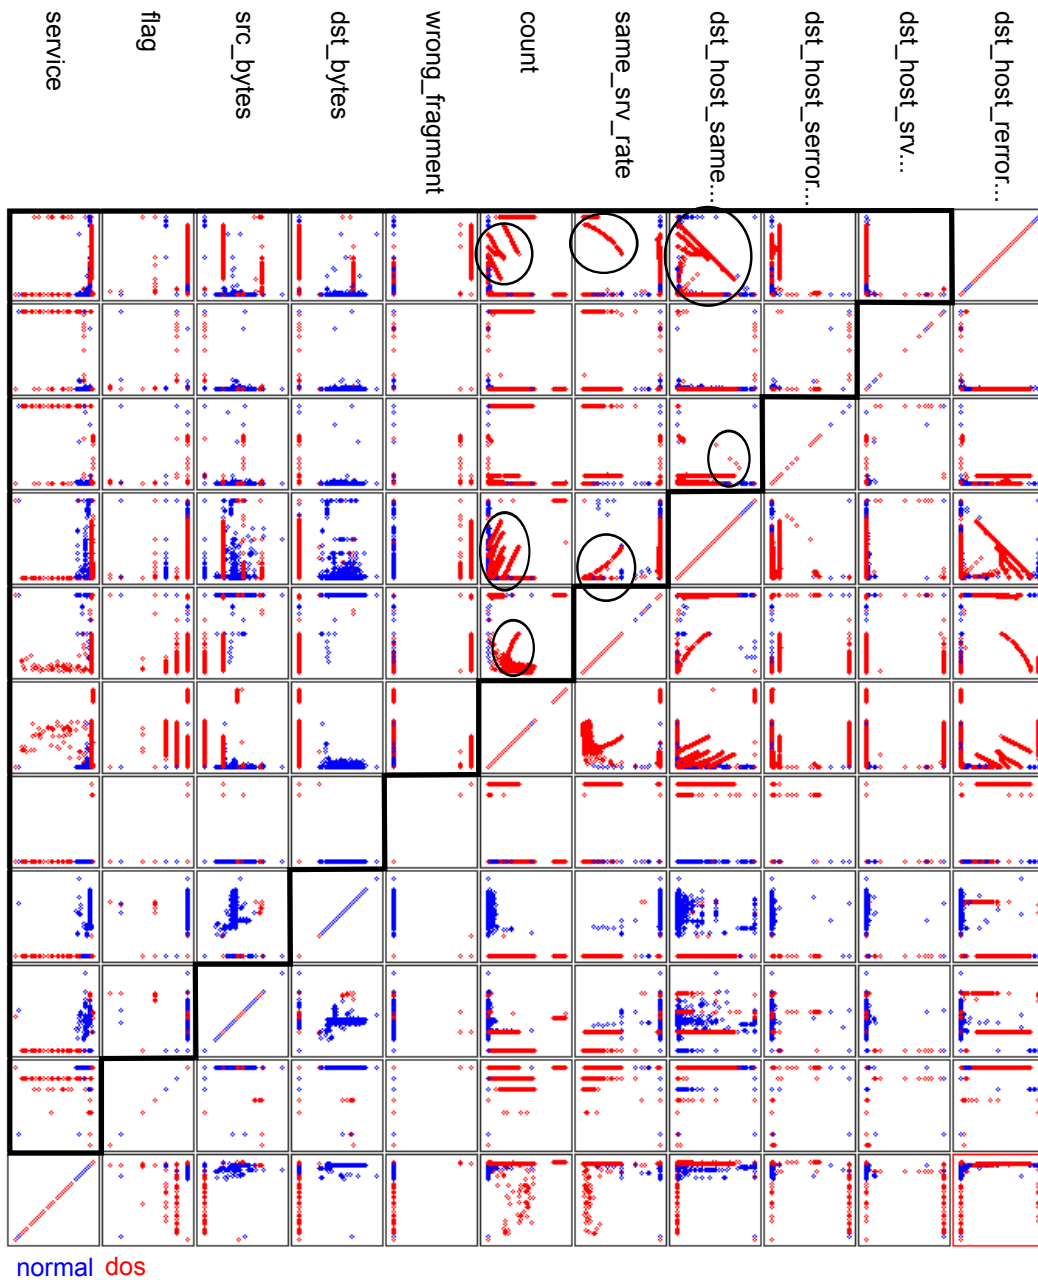 service
flag
src_bytes
dst_bytes
wrong_fragment
count
same_srv_rate
dst_host_same...
dst_host_serror...
dst_host_srv...
dst_host_rerror...
normal dos